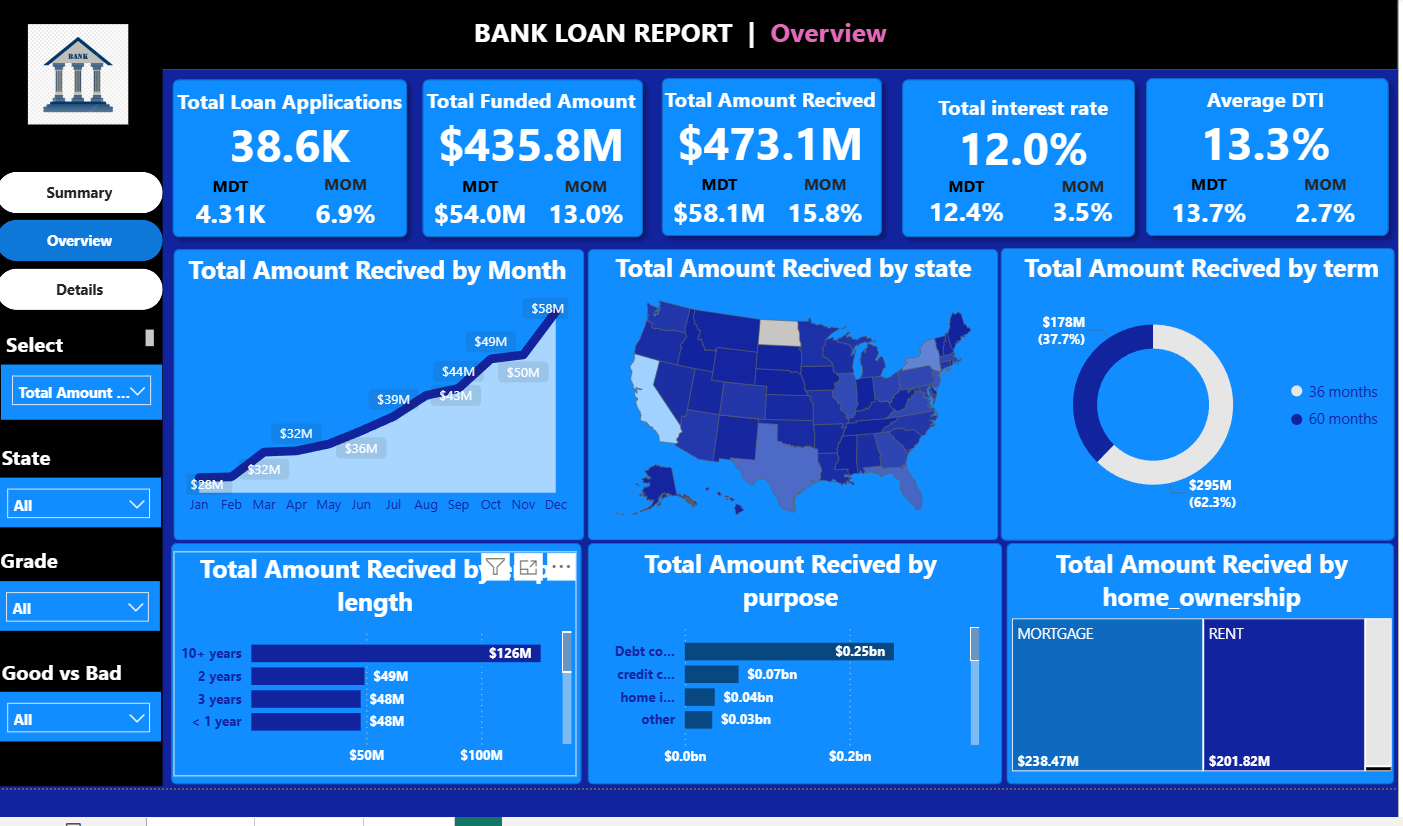 BANK LOAN REPORT | Overview
BANK
Summary
Overview
Details
Select
Total Amount ...
State
All
Grade
All
Good vs Bad
All
Total Loan Applications
38.6K
MDT MOM
4.31K 6.9%
Total Funded Amount
$435.8M
MDT MOM
$54.0M 13.0%
Total Amount Recived
$473.1M
MDT MOM
$58.1M 15.8%
Total interest rate
12.0%
MDT MOM
12.4% 3.5%
Average DTI
13.3%
MDT MOM
13.7% 2.7%
Total Amount Recived by Month
$58M
$49M
$50M
$44M
$43M
$39M
$36M
$32M
$32M
$28M
Jan Feb Mar Apr May Jun Jul Aug Sep Oct Nov Dec
Total Amount Recived by state
Total Amount Recived by term
$178M
(37.7%)
36 months
60 months
$295M
(62.3%)
Total Amount Recived by
length
10+ years $126M
2 years $49M
3 years $48M
< 1 year $48M
$50M $100M
Total Amount Recived by
purpose
Debt co... $0.25bn
credit c... $0.07bn
home i... $0.04bn
other $0.03bn
$0.0bn $0.2bn
Total Amount Recived by
home_ownership
MORTGAGE RENT
$238.47M $201.82M